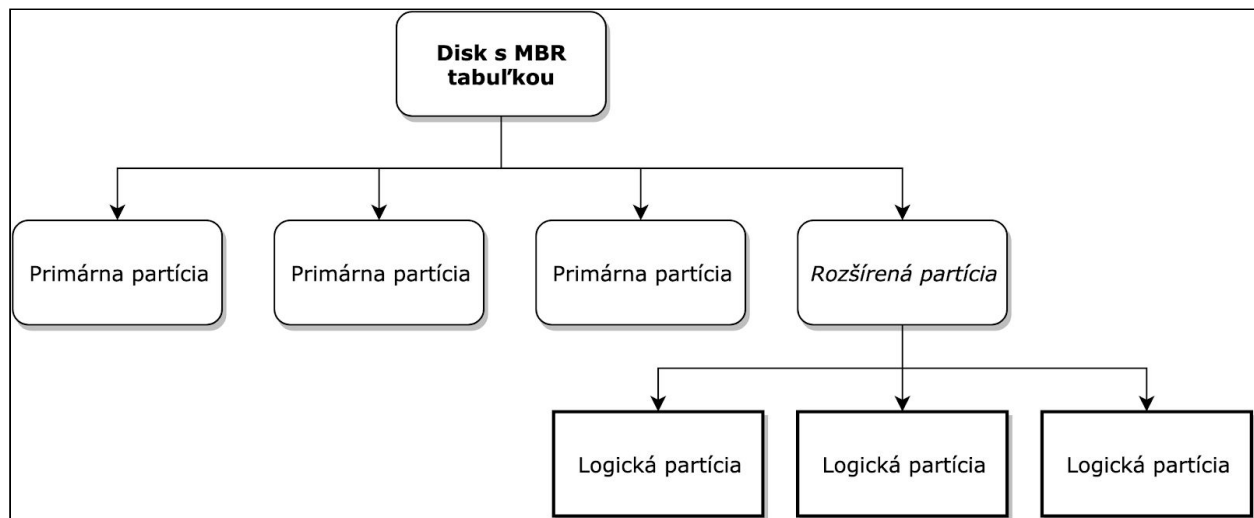 Disk s MBR
tabuľkou
Primárna partícia
Primárna partícia
Primárna partícia
Rozšírená partícia
Logická partícia
Logická partícia
Logická partícia